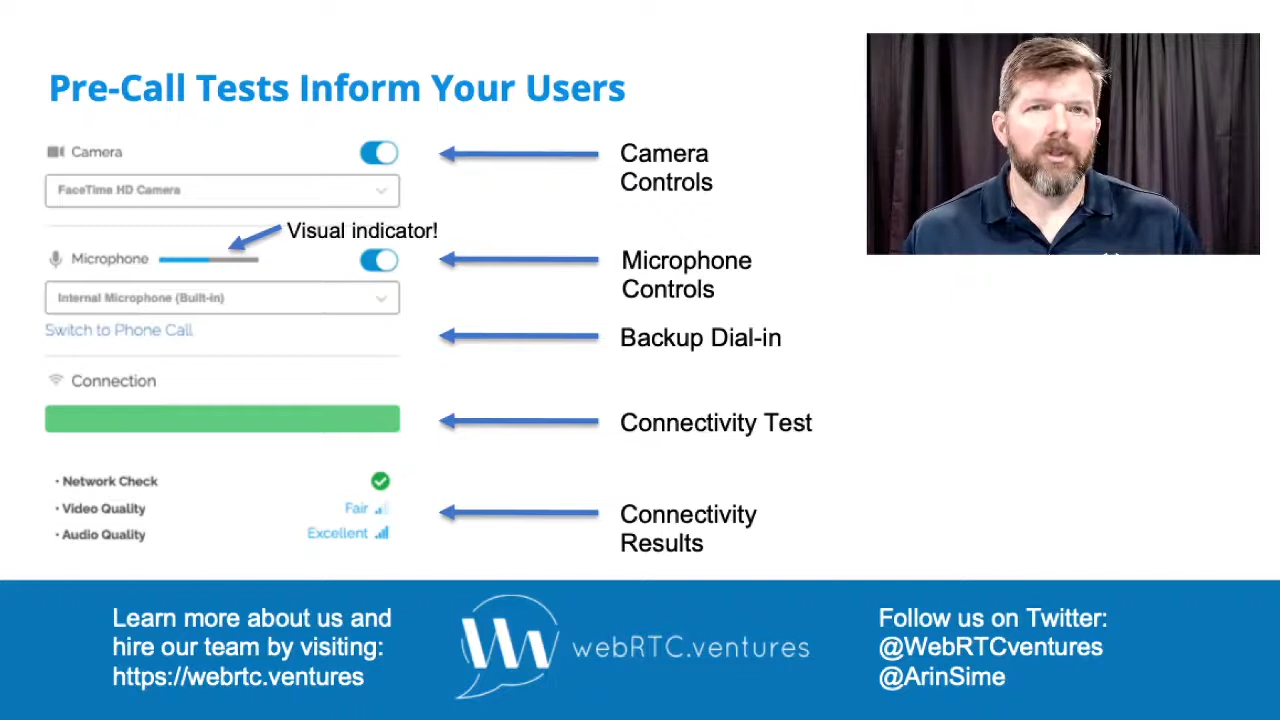 Pre-Call Tests Inform Your Users
Camera
FaceTime HD Camera
Camera
Controls
Visual indicator!
Microphone
Internal Microphone (Built-in)
Microphone
Controls
Switch to Phone Call
Backup Dial-in
Connection
Connectivity Test
· Network Check
· Video Quality
Fair
· Audio Quality
Excellent
Connectivity
Results
Learn more about us and
hire our team by visiting:
https://webrtc.ventures
webRTC.ventures
Follow us on Twitter:
@WebRTCventures
@ArinSime